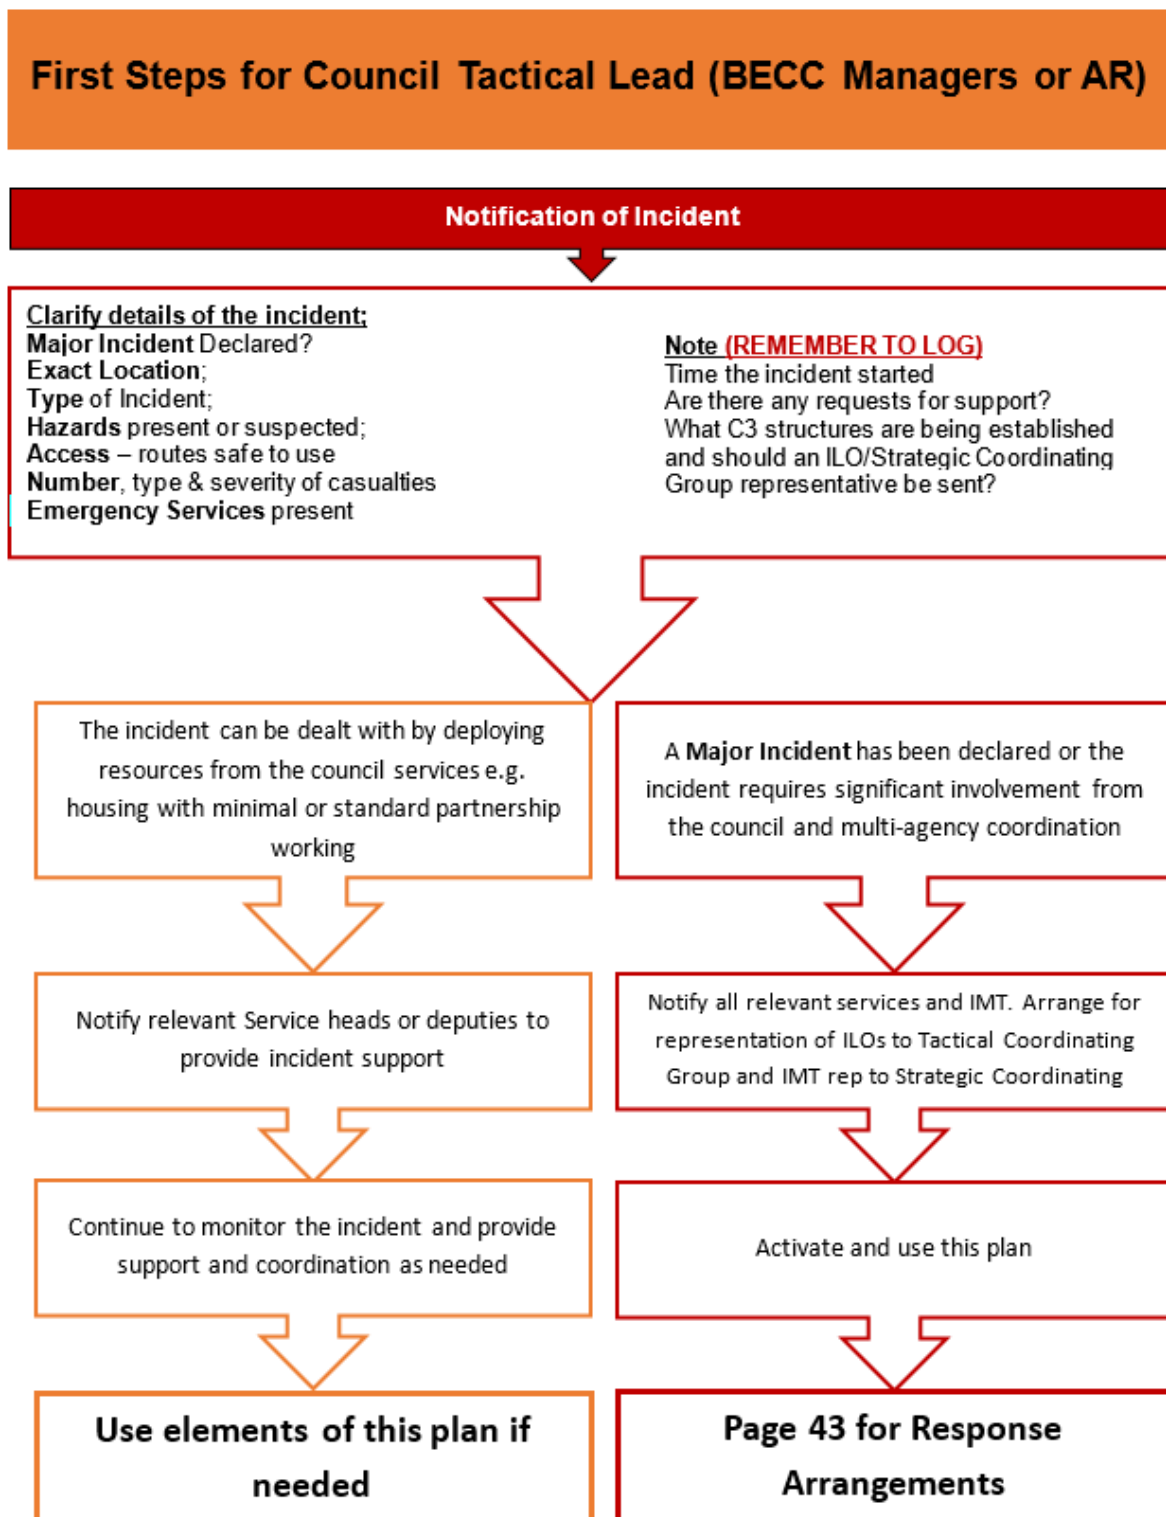 First Steps for Council Tactical Lead (BECC Managers or AR)
Notification of Incident
Clarify details of the incident;
Major Incident Declared?
Exact Location;
Type of Incident;
Hazards present or suspected;
Access – routes safe to use
Number, type & severity of casualties
Emergency Services present
Note (REMEMBER TO LOG)
Time the incident started
Are there any requests for support?
What C3 structures are being established
and should an ILO/Strategic Coordinating
Group representative be sent?
The incident can be dealt with by deploying
resources from the council services e.g.
housing with minimal or standard partnership
working
A Major Incident has been declared or the
incident requires significant involvement from
the council and multi-agency coordination
Notify relevant Service heads or deputies to
provide incident support
Notify all relevant services and IMT. Arrange for
representation of ILOs to Tactical Coordinating
Group and IMT rep to Strategic Coordinating
Continue to monitor the incident and provide
support and coordination as needed
Activate and use this plan
Use elements of this plan if
needed
Page 43 for Response
Arrangements